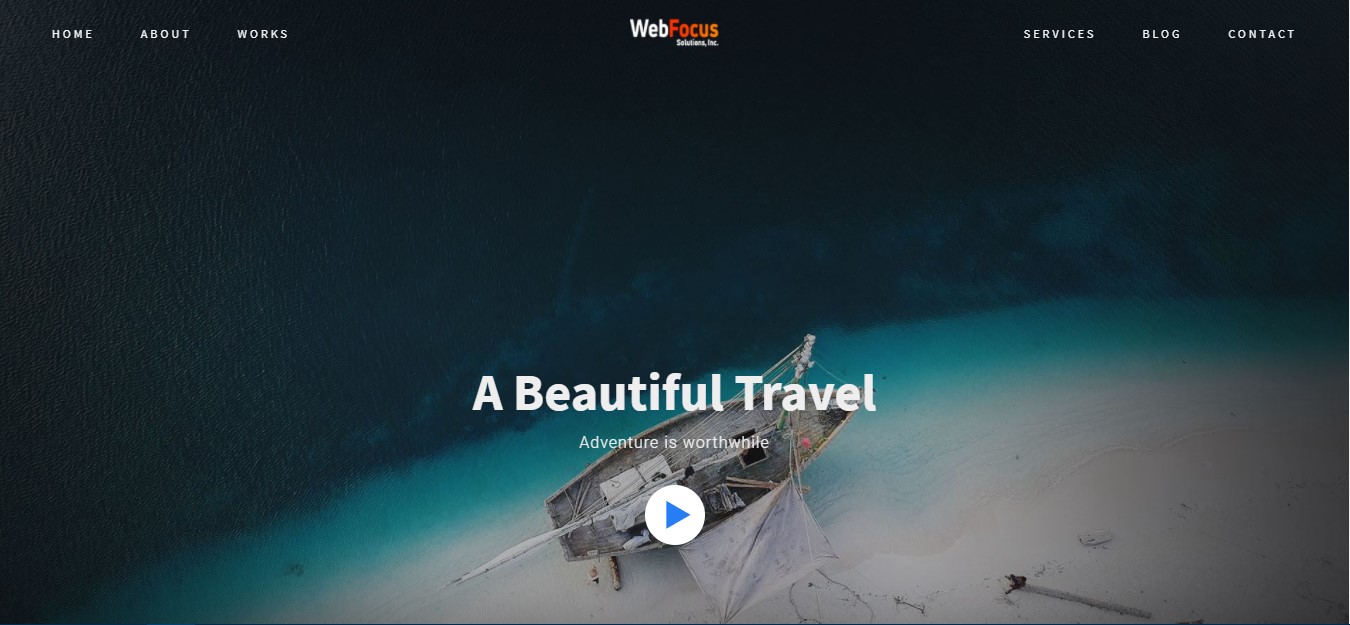 HOME ABOUT WORKS WebFocus SERVICES BLOG CONTACT
Solutions, Inc.
A Beautiful Travel
Adventure is worthwhile